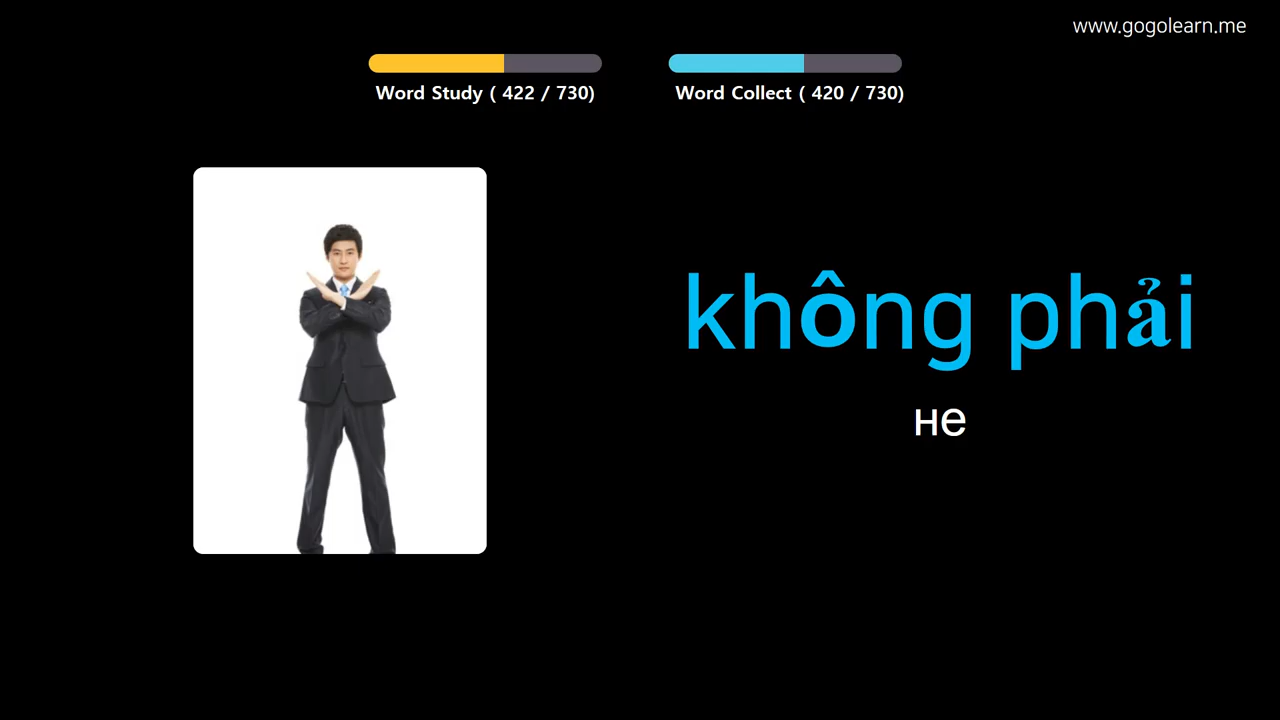 www.gogolearn.me
Word Study ( 422 / 730)
Word Collect ( 420 / 730)
không phải
не